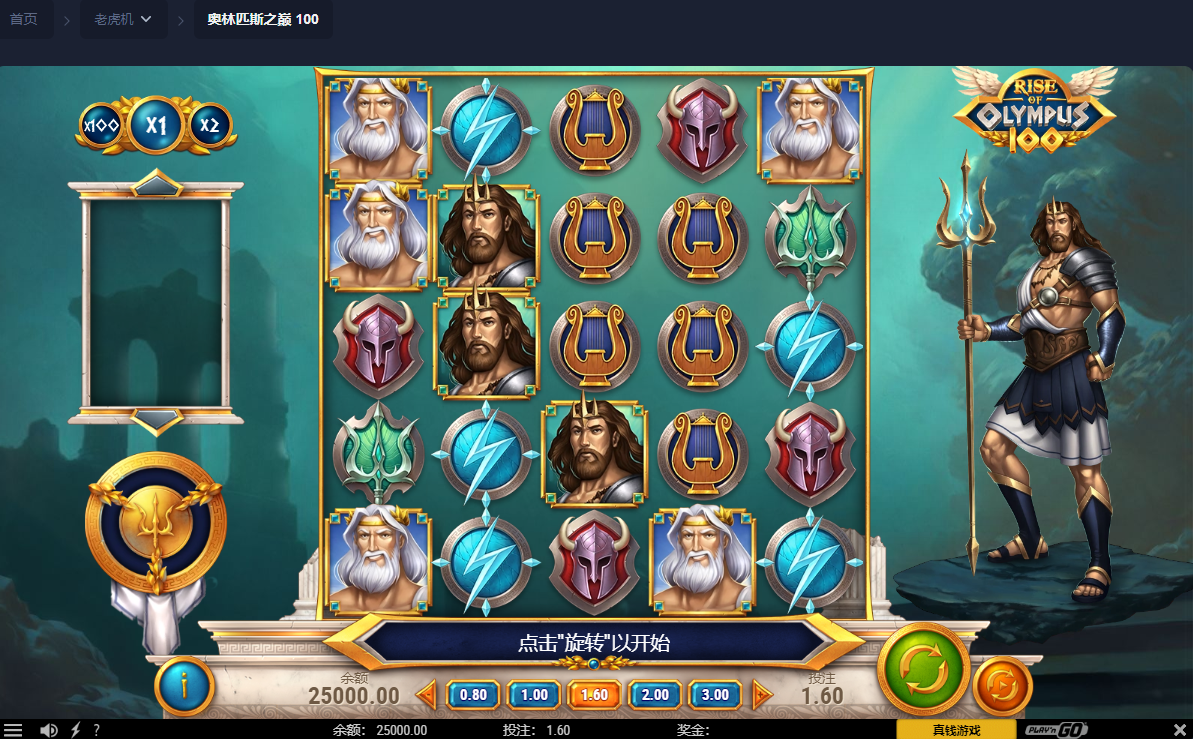 首页
老虎机
奥林匹斯之巅 100
X100
X1
X2
RISE
OF
OLYMPUS
100
点击"旋转"以开始
余额
25000.00
0.80
1.00
1.60
2.00
3.00
投注
1.60
i
?
余额: 25000.00
投注: 1.60
奖金:
真钱游戏
PLAY'n GO